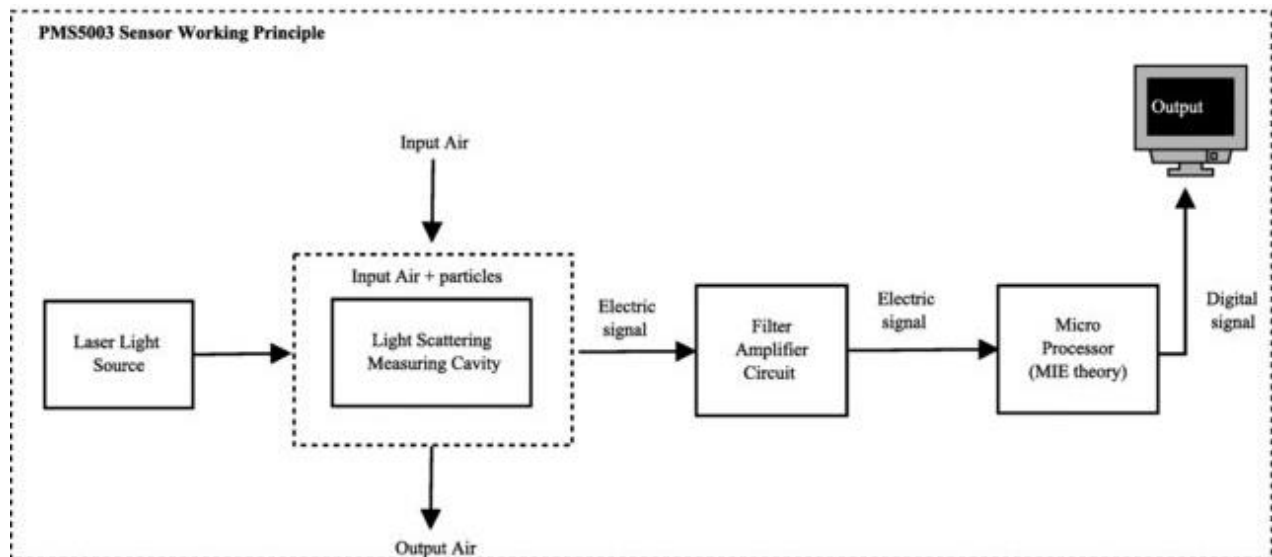 PMS5003 Sensor Working Principle
Output
Input Air
Input Air + particles
Laser Light
Source
Light Scattering
Measuring Cavity
Electric
signal
Filter
Amplifier
Circuit
Electric
signal
Micro
Processor
(MIE theory)
Digital
signal
Output Air